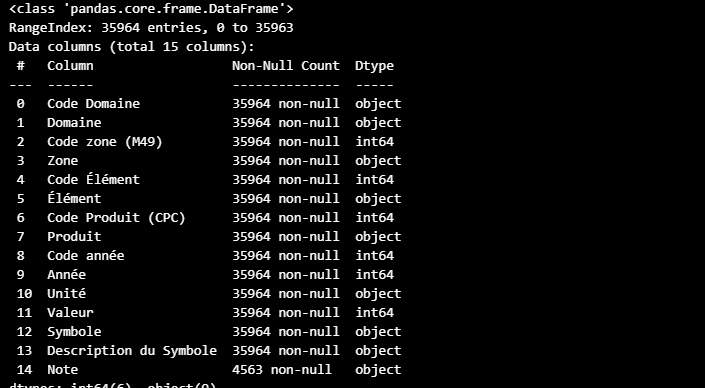 <class 'pandas.core.frame.DataFrame'>
RangeIndex: 35964 entries, 0 to 35963
Data columns (total 15 columns):
 #   Column                 Non-Null Count  Dtype
---  ------                 --------------  -----
 0   Code Domaine           35964 non-null  object
 1   Domaine                35964 non-null  object
 2   Code zone (M49)        35964 non-null  int64
 3   Zone                   35964 non-null  object
 4   Code Élément           35964 non-null  int64
 5   Élément                35964 non-null  object
 6   Code Produit (CPC)     35964 non-null  int64
 7   Produit                35964 non-null  object
 8   Code année             35964 non-null  int64
 9   Année                  35964 non-null  int64
 10  Unité                  35964 non-null  object
 11  Valeur                 35964 non-null  int64
 12  Symbole                35964 non-null  object
 13  Description du Symbole 35964 non-null  object
 14  Note                   4563 non-null   object
dtypes: int64(6), object(9)